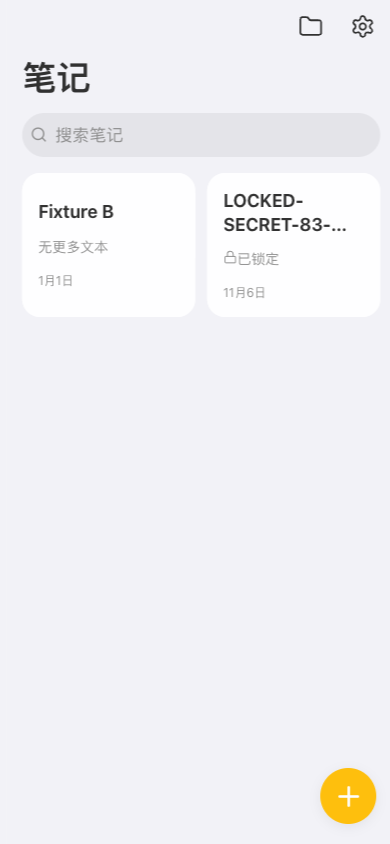 笔记
搜索笔记
Fixture B
无更多文本
1月1日
LOCKED-
SECRET-83-...
已锁定
11月6日